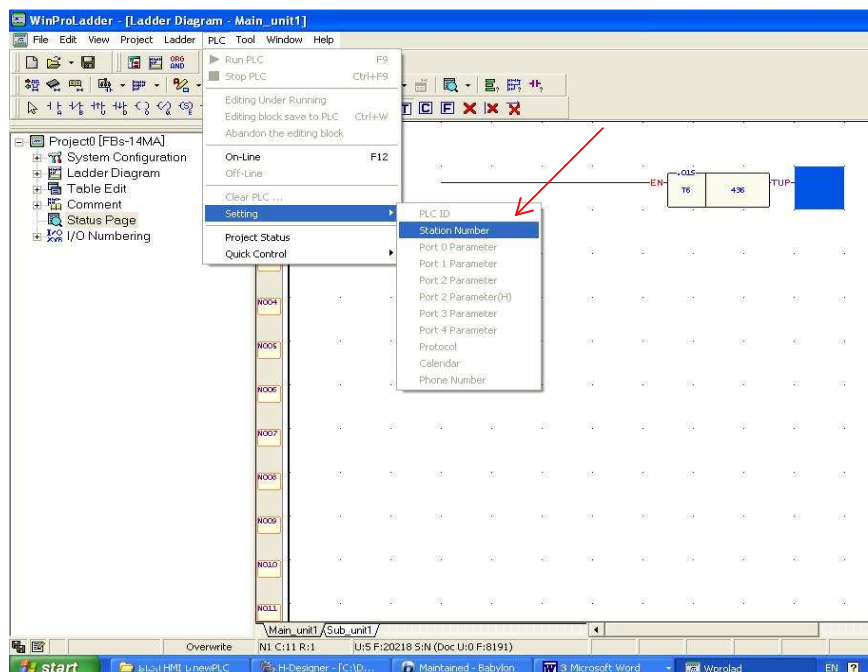 WinProLadder - [Ladder Diagram - Main_unit1]
File Edit View Project Ladder PLC Tool Window Help
ORG
AND
Run PLC F9
Stop PLC Ctrl+F9
Editing Under Running
Editing block save to PLC Ctrl+W
Abandon the editing block
On-Line F12
Off-Line
Clear PLC ...
Setting
Project Status
Quick Control
PLC ID
Station Number
Port 0 Parameter
Port 1 Parameter
Port 2 Parameter
Port 2 Parameter(H)
Port 3 Parameter
Port 4 Parameter
Protocol
Calendar
Phone Number
T C F
Project0 [FBs-14MA]
System Configuration
Ladder Diagram
Table Edit
Comment
Status Page
I/O Numbering
EN .01S T6 436 TUP
N004
N005
N006
N007
N008
N009
N010
N011
Main_unit1 Sub_unit1
Overwrite N1 C:11 R:1 U:5 F:20218 S:N (Doc U:0 F:8191)
start newPLC H-Designer - [C:\D... Maintained - Babylon 3 Microsoft Word Wprolad EN